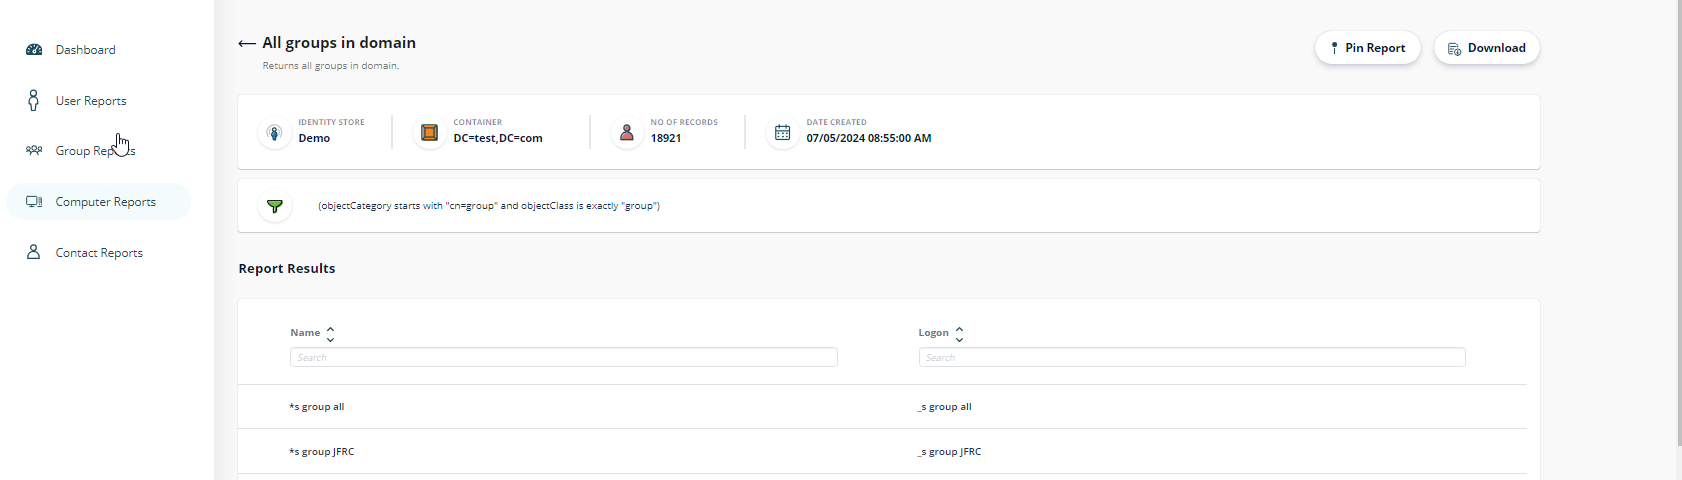 Dashboard
User Reports
Group Reports
Computer Reports
Contact Reports
All groups in domain
Returns all groups in domain.
Pin Report
Download
IDENTITY STORE
Demo
CONTAINER
DC=test,DC=com
NO OF RECORDS
18921
DATE CREATED
07/05/2024 08:55:00 AM
(objectCategory starts with "cn=group" and objectClass is exactly "group")
Report Results
Name Logon
Search Search
*s group all _s group all
*s group JFRC _s group JFRC